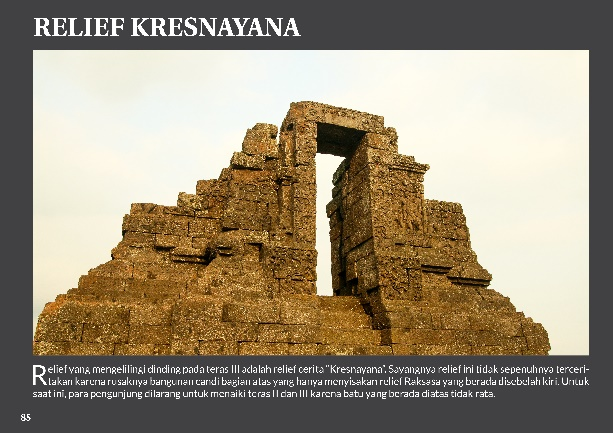 RELIEF KRESNAYANA
Relief yang mengelilingi dinding pada teras III adalah relief cerita "Kresnayana". Sayangnya relief ini tidak sepenuhnya terceri-
takan karena rusaknya bangunan candi bagian atas yang hanya menyisakan relief Raksasa yang berada disebelah kiri. Untuk
saat ini, para pengunjung dilarang untuk menaiki teras II dan III karena batu yang berada diatas tidak rata.
85